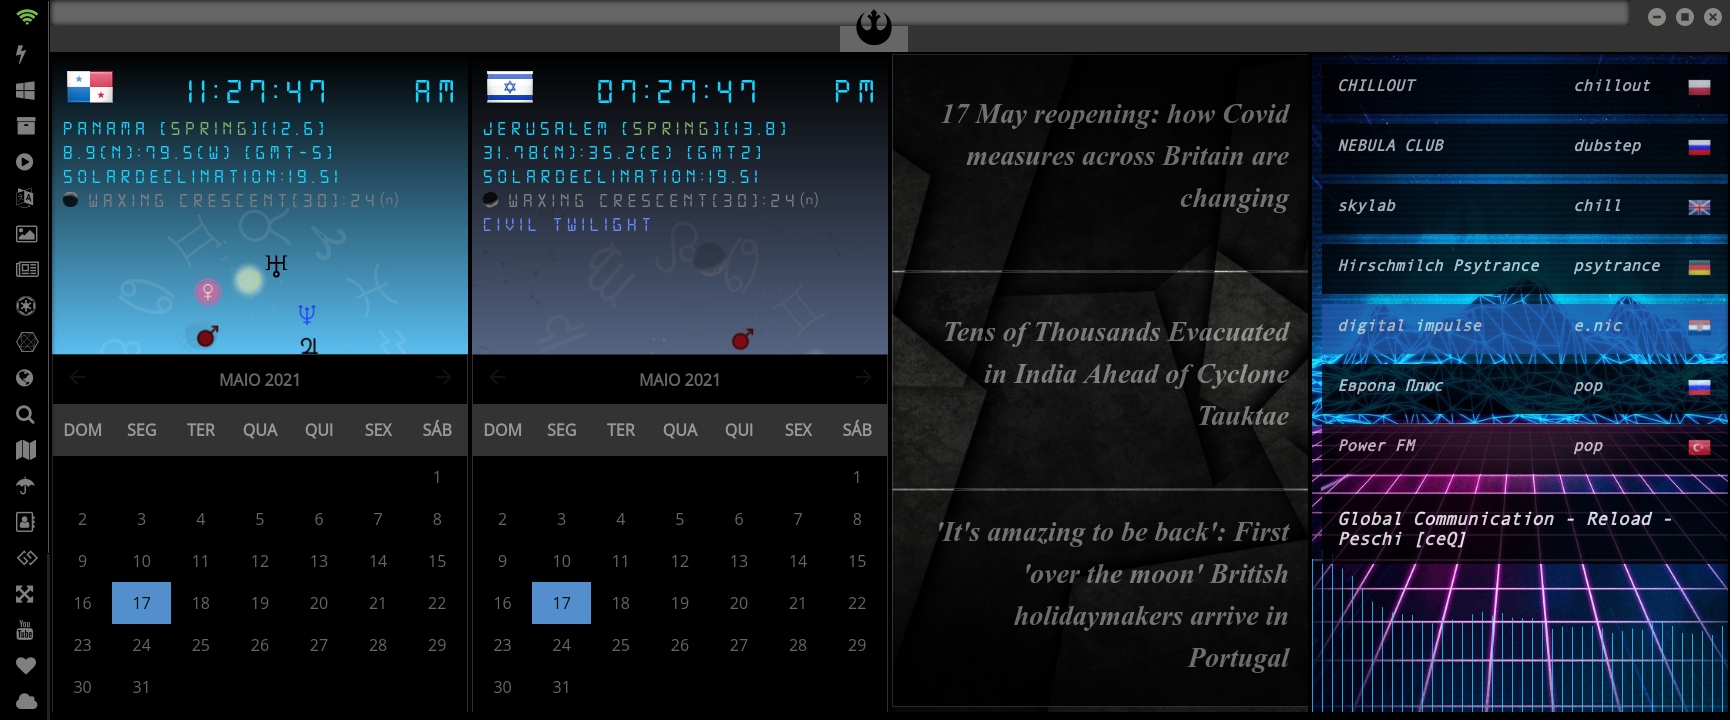 11:27:47 AM
PANAMA [SPRING][12.6]
8.9(N):79.5(W) [GMT-5]
SOLARDECLINATION:19.51
WAXING CRESCENT[30]:24(n)
MAIO 2021
DOM SEG TER QUA QUI SEX SÁB
1
2 3 4 5 6 7 8
9 10 11 12 13 14 15
16 17 18 19 20 21 22
23 24 25 26 27 28 29
30 31
07:27:47 PM
JERUSALEM [SPRING][13.8]
31.78(N):35.2(E) [GMT2]
SOLARDECLINATION:19.51
WAXING CRESCENT[30]:24(n)
CIVIL TWILIGHT
MAIO 2021
DOM SEG TER QUA QUI SEX SÁB
1
2 3 4 5 6 7 8
9 10 11 12 13 14 15
16 17 18 19 20 21 22
23 24 25 26 27 28 29
30 31
17 May reopening: how Covid
measures across Britain are
changing
Tens of Thousands Evacuated
in India Ahead of Cyclone
Tauktae
'It's amazing to be back': First
'over the moon' British
holidaymakers arrive in
Portugal
CHILLOUT chillout
NEBULA CLUB dubstep
skylab chill
Hirschmilch Psytrance psytrance
digital impulse e.nic
Европа Плюс pop
Power FM pop
Global Communication - Reload -
Peschi [ceQ]
You
Tube